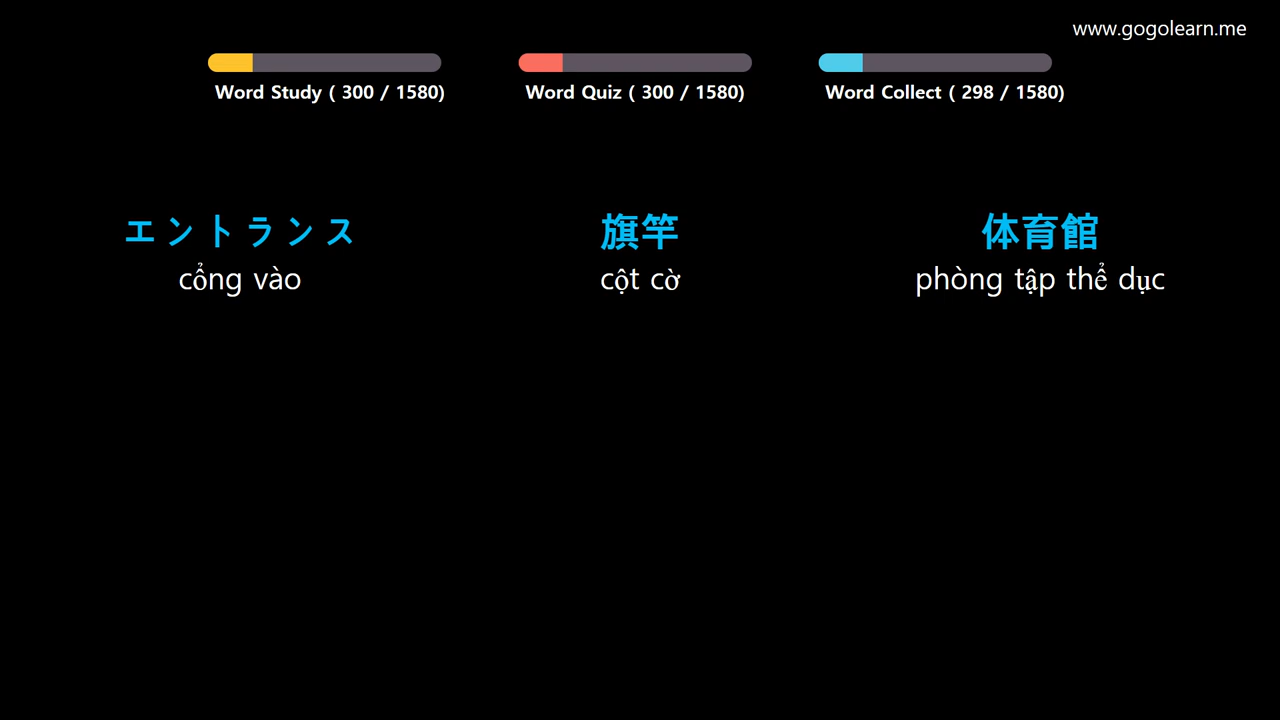 www.gogolearn.me
Word Study ( 300 / 1580)
Word Quiz ( 300 / 1580)
Word Collect ( 298 / 1580)
エントランス
cổng vào
旗竿
cột cờ
体育館
phòng tập thể dục